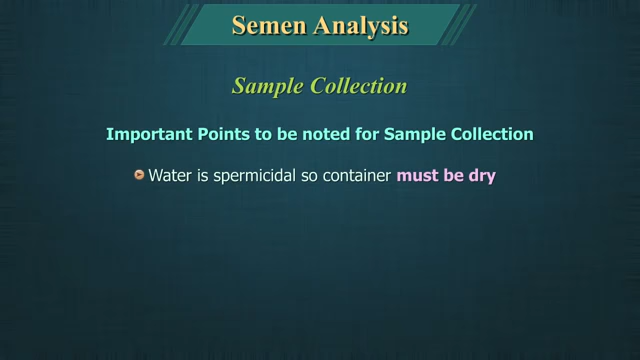 Semen Analysis
Sample Collection
Important Points to be noted for Sample Collection
Water is spermicidal so container must be dry